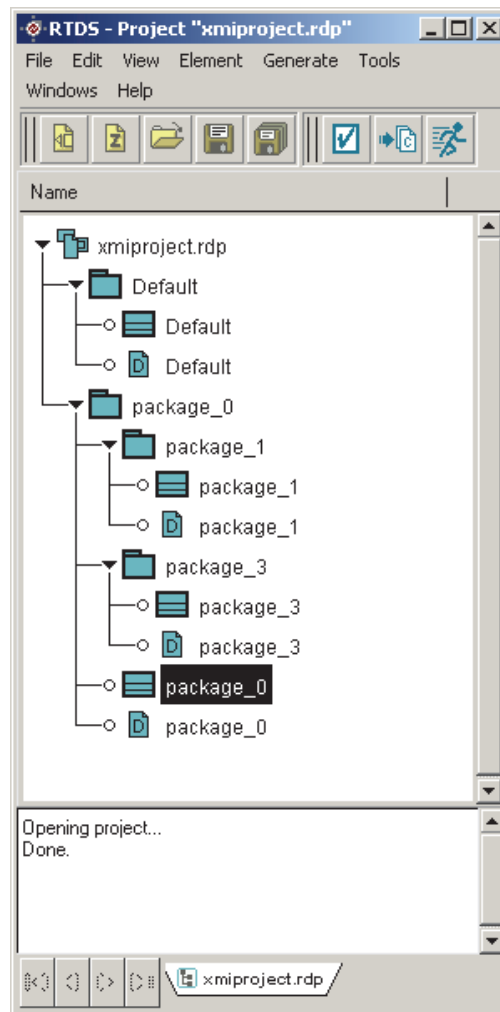 RTDS - Project "xmiproject.rdp"
File Edit View Element Generate Tools
Windows Help
Name
xmiproject.rdp
Default
Default
D Default
package_0
package_1
package_1
D package_1
package_3
package_3
D package_3
package_0
D package_0
Opening project...
Done.
xmiproject.rdp